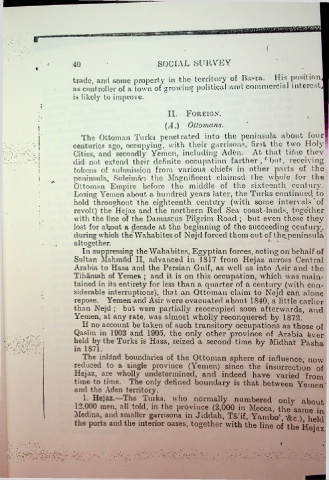 40 SOCIAL SURVEY
trade, and some property in the territory of Basra. His position,
as controller of a town of growing political and commercial interest,
is likely to improve.
II. FOREIGN.
(A.) Ottomans.
The Ottoman Turks penetrated into the peninsula about four
centuries ago, occupying, with their garrisons, first the two Holy
Cities, and secondly Yemen, including Aden. At that time they
did not extend their definite occupation farther, but, receiving
tokens of submission from various chiefs in other parts of the
peninsula, Suleimân the Magnificent claimed the whole for the
Ottoman Empire before the middle of the sixteenth century.
Losing Yemen about a hundred years later, the Turks continued to
hold throughout the eighteenth century (with some intervals of
revolt) the Hejaz and the northern Red Sea coast-lands, together
with the line of the Damascus Pilgrim Road; but even these they
lost for about a decade at the beginning of the succeeding century,
during which the Wahabites of Nejd forced them out of the peninsula
altogether.
In suppressing the Wahabites, Egyptian forces, acting on behalf of
Sultan Mahmûd II, advanced in 1817 from Hejaz across Central
Arabia to Hasa and the Persian Gulf, as well as into Asir and the
Tihâmah of Yemen; and it is on this occupation, which was main-
tained in its entirety for less than a quarter of a century (with con-
siderable interruptions), that an Ottoman claim to Nejd can alone
repose. Yemen and Asir were evacuated about 1840, a little earlier
than Nejd; but were partially reoccupied soon afterwards, and
Yemen, at any rate, was almost wholly reconquered by 1872.
If no account be taken of such transitory occupations as those of
Qasîm in 1903 and 1905, the only other province of Arabia ever
held by the Turks is Hasa, seized a second time by Midhat Pasha
in 1871.
The inland boundaries of the Ottoman sphere of influence, now
reduced to a single province (Yemen) since the insurrection of
Hejaz, are wholly undetermined, and indeed have varied from
time to time. The only defined boundary is that between Yemen
and the Aden territory.
1. Hejaz.—The Turks, who normally numbered only about
12,000 men, all told, in the province (3,000 in Mecca, the same in
Medina, and smaller garrisons in Jiddah, Tâ'if, Yambo', &c.), held
the ports and the interior oases, together with the line of the Hejaz